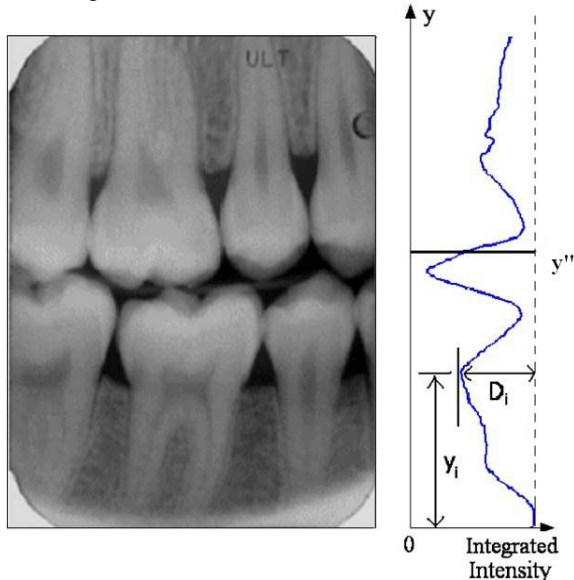 ULT
y
y''
Dᵢ
yᵢ
0
Integrated
Intensity